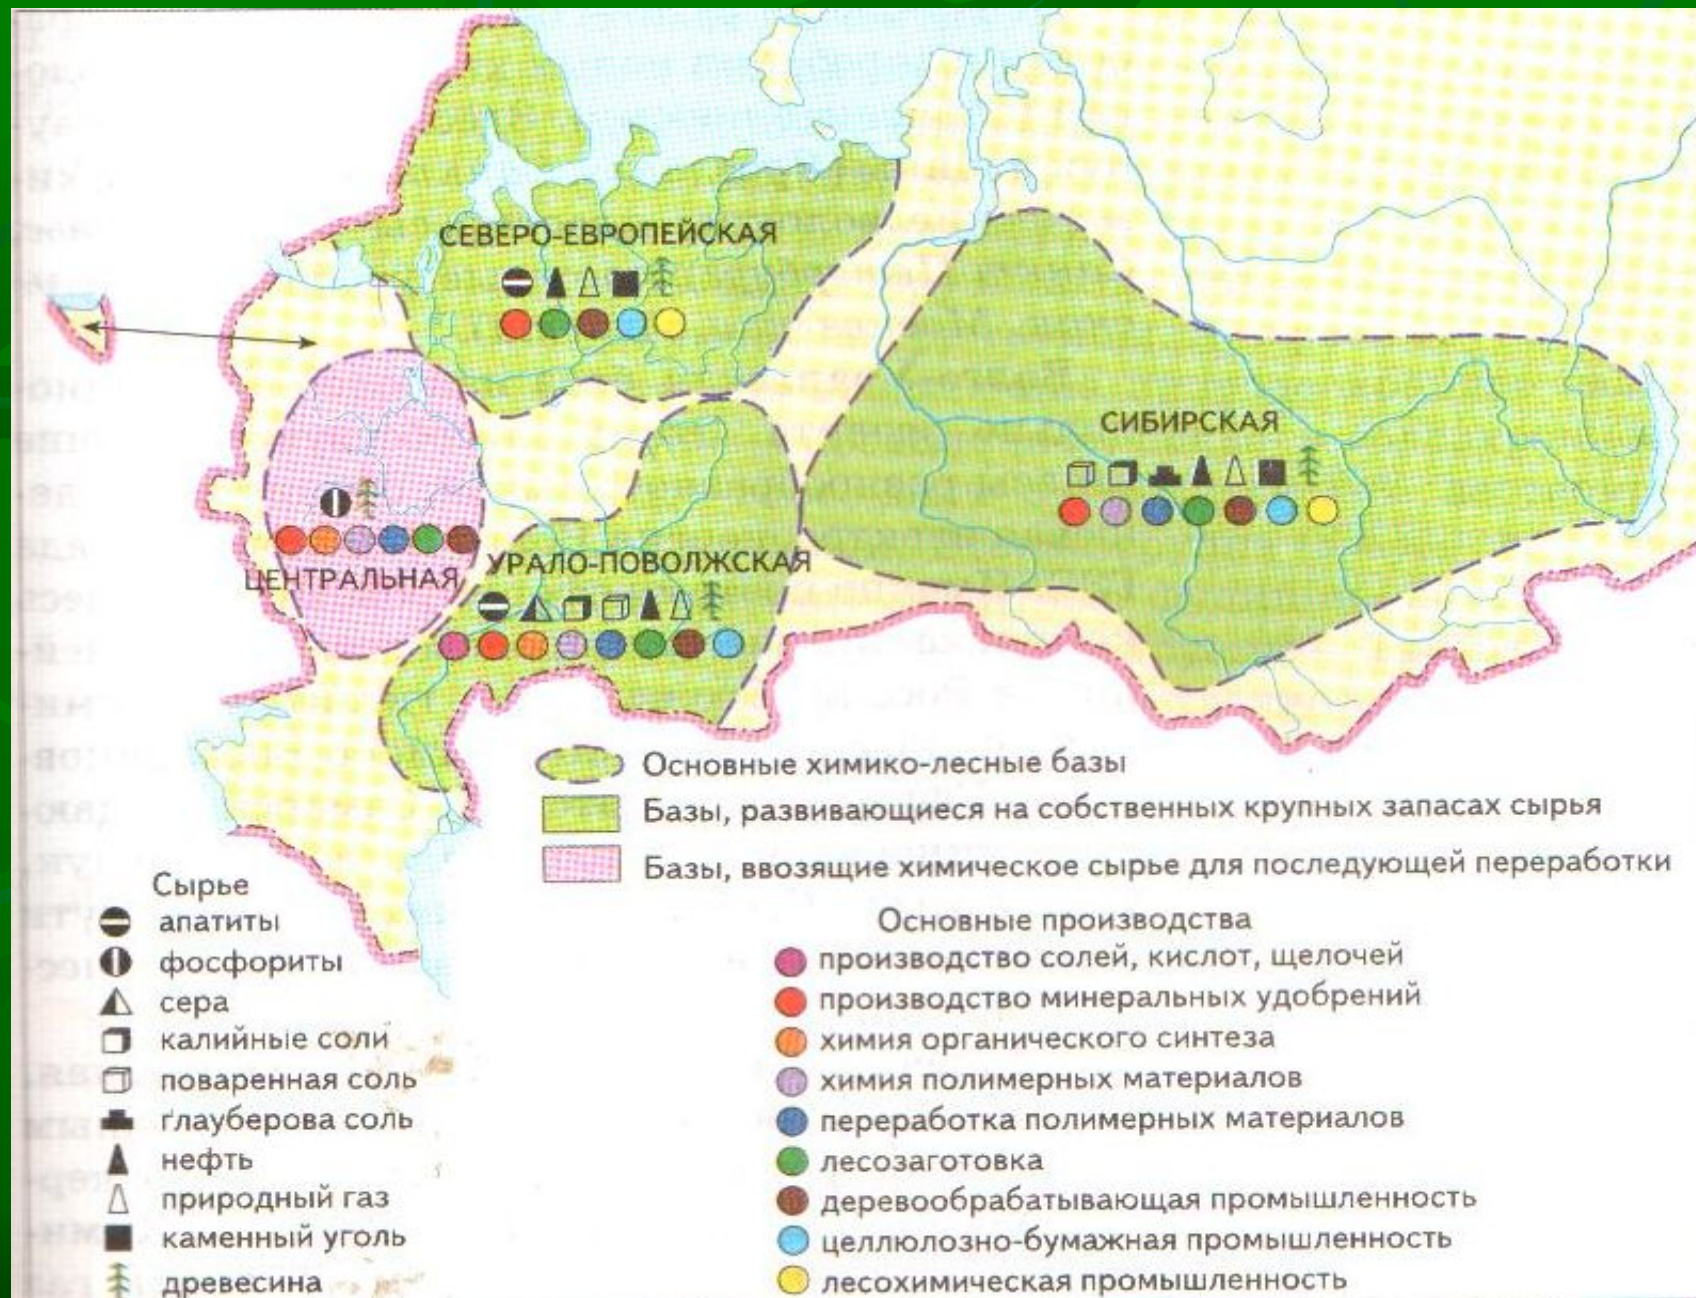 СЕВЕРО-ЕВРОПЕЙСКАЯ
СИБИРСКАЯ
ЦЕНТРАЛЬНАЯ
УРАЛО-ПОВОЛЖСКАЯ
Основные химико-лесные базы
Базы, развивающиеся на собственных крупных запасах сырья
Базы, ввозящие химическое сырье для последующей переработки
Сырье
апатиты
фосфориты
сера
калийные соли
поваренная соль
глауберова соль
нефть
природный газ
каменный уголь
древесина
Основные производства
производство солей, кислот, щелочей
производство минеральных удобрений
химия органического синтеза
химия полимерных материалов
переработка полимерных материалов
лесозаготовка
деревообрабатывающая промышленность
целлюлозно-бумажная промышленность
лесохимическая промышленность